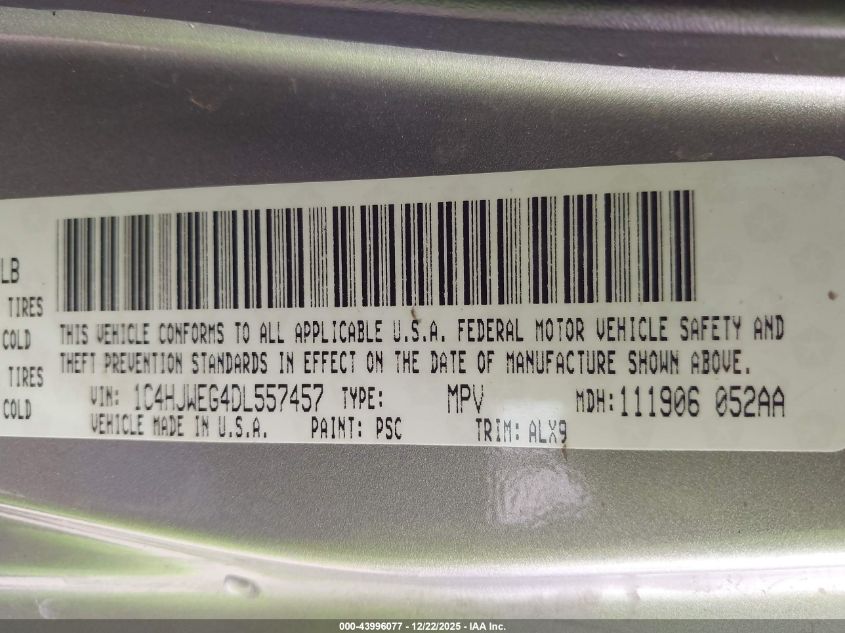 LB
TIRES
COLD
TIRES
COLD
THIS VEHICLE CONFORMS TO ALL APPLICABLE U.S.A. FEDERAL MOTOR VEHICLE SAFETY AND
THEFT PREVENTION STANDARDS IN EFFECT ON THE DATE OF MANUFACTURE SHOWN ABOVE.
VIN: 1C4HJWEG4DL557457 TYPE: MPV MDH: 111906 052AA
VEHICLE MADE IN U.S.A. PAINT: PSC TRIM: ALX9
000-43996077 - 12/22/2025 - IAA Inc.